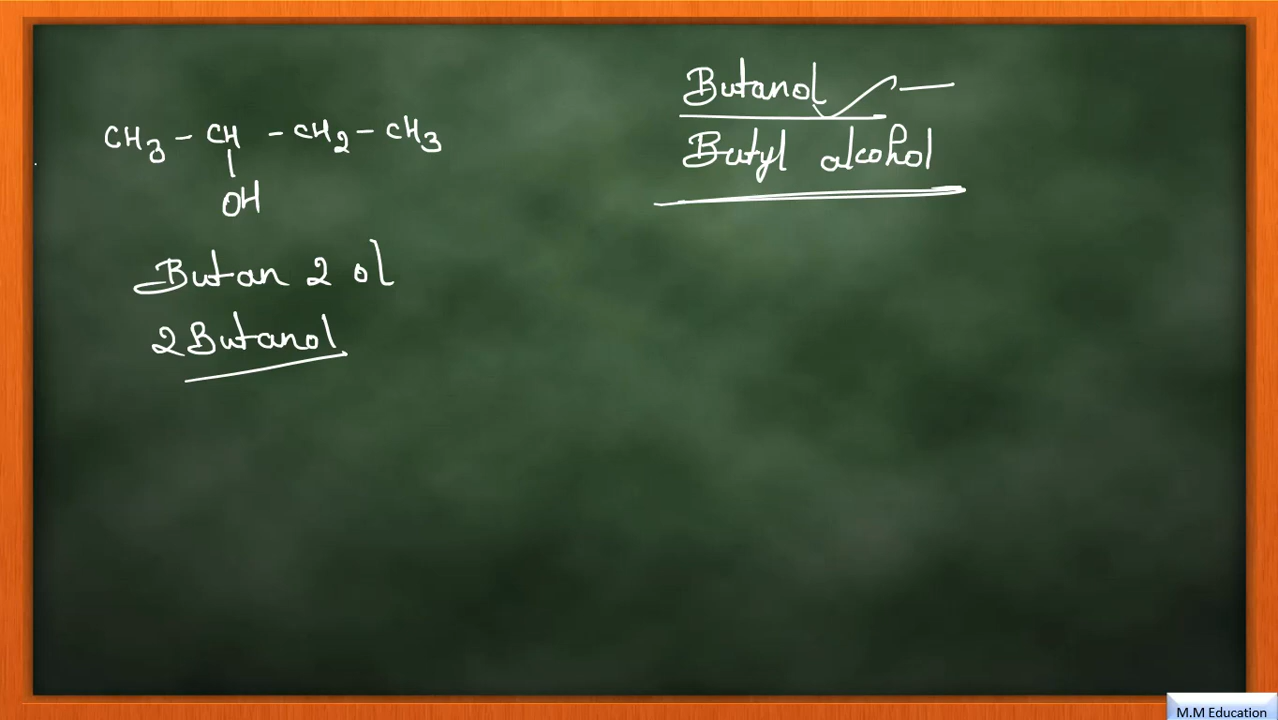 CH3 - CH - CH2 - CH3
OH
Butan 2 ol
2 Butanol
Butanol
Butyl alcohol
M.M Education